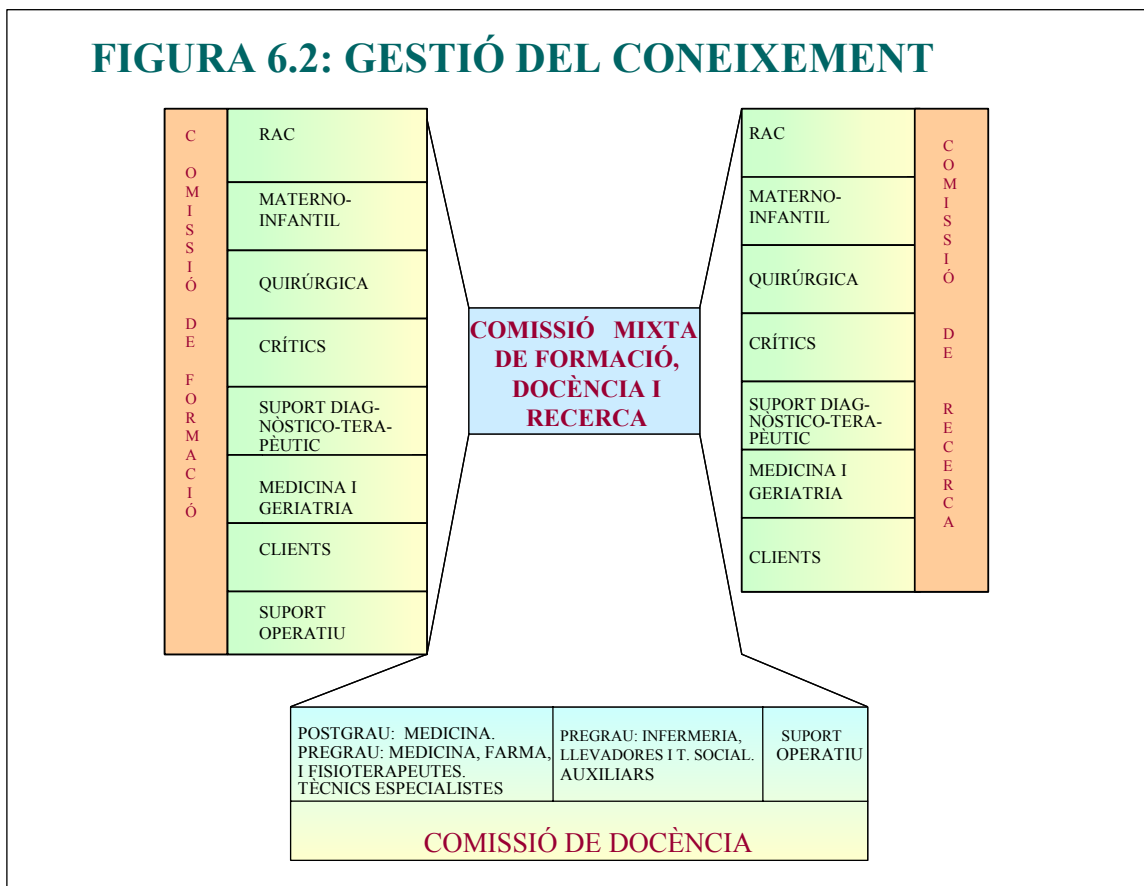 FIGURA 6.2: GESTIÓ DEL CONEIXEMENT
C OMISSIÓ DE FORMACIÓ
RAC
MATERNO-
INFANTIL
QUIRÚRGICA
CRÍTICS
SUPORT DIAG-
NÒSTICO-TERA-
PÈUTIC
MEDICINA I
GERIATRIA
CLIENTS
SUPORT
OPERATIU
COMISSIÓ MIXTA
DE FORMACIÓ,
DOCÈNCIA I
RECERCA
RAC
MATERNO-
INFANTIL
QUIRÚRGICA
CRÍTICS
SUPORT DIAG-
NÒSTICO-TERA-
PÈUTIC
MEDICINA I
GERIATRIA
CLIENTS
COMISSIÓ DE RECERCA
POSTGRAU: MEDICINA.
PREGRAU: MEDICINA, FARMA,
I FISIOTERAPEUTES.
TÈCNICS ESPECIALISTES
PREGRAU: INFERMERIA,
LLEVADORES I T. SOCIAL.
AUXILIARS
SUPORT
OPERATIU
COMISSIÓ DE DOCÈNCIA